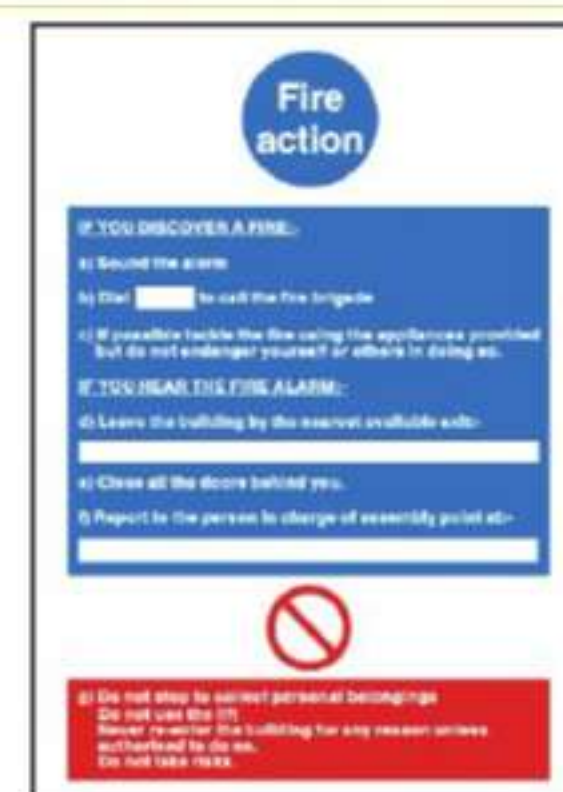 Fire
action
IF YOU DISCOVER A FIRE:-
a) Sound the alarm
b) Dial to call the fire brigade
c) If possible tackle the fire using the appliances provided
but do not endanger yourself or others in doing so.
IF YOU HEAR THE FIRE ALARM:-
d) Leave the building by the nearest available exit:-
e) Close all the doors behind you.
f) Report to the person in charge of assembly point at:-
g) Do not stop to collect personal belongings
Do not use the lift
Never re-enter the building for any reason unless
authorised to do so.
Do not take risks.